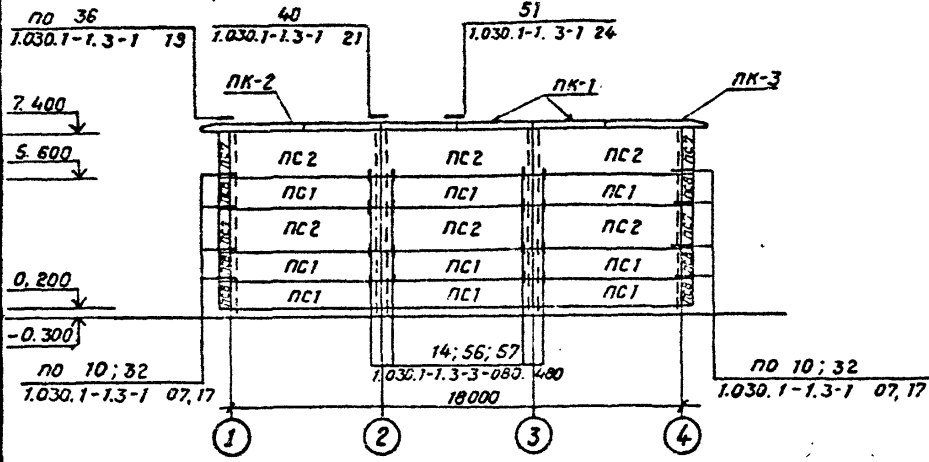 по 36
1.030.1-1.3-1 19
40
1.030.1-1.3-1 21
51
1.030.1-1.3-1 24
ПК-2
ПК-1
ПК-3
7.400
5.600
0,200
-0.300
ПС2 ПС2 ПС2
ПС1 ПС1 ПС1
ПС2 ПС2 ПС2
ПС1 ПС1 ПС1
ПС1 ПС1 ПС1
14; 56; 57
1.030.1-1.3-3-080. 480
по 10; 32
1.030.1-1.3-1 07,17
по 10; 32
1.030.1-1.3-1 07,17
18000
1 2 3 4